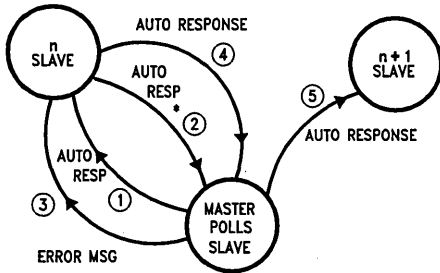 AUTO RESPONSE
n
SLAVE
4
n+1
SLAVE
AUTO
RESP
*
2
5
AUTO RESPONSE
AUTO
RESP
3
1
MASTER
POLLS
SLAVE
ERROR MSG